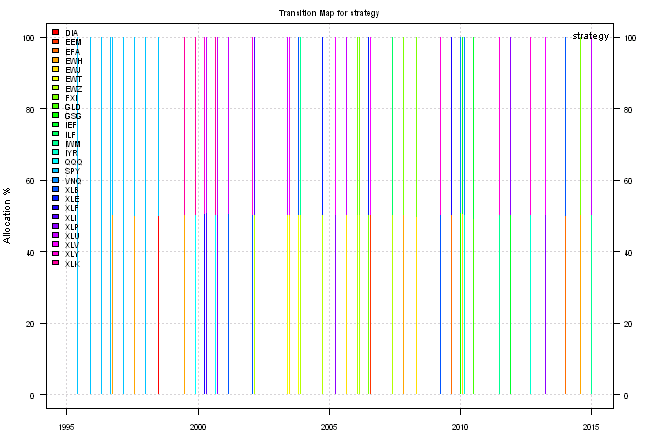 Transition Map for strategy
strategy
DIA
EEM
EFA
EWH
EWJ
EWT
EWZ
FXI
GLD
GSG
IEF
ILF
IWM
IYR
QQQ
SPY
VNQ
XLB
XLE
XLF
XLI
XLP
XLU
XLV
XLY
XLK
Allocation %
100
80
60
40
20
0
100
80
60
40
20
0
1995
2000
2005
2010
2015